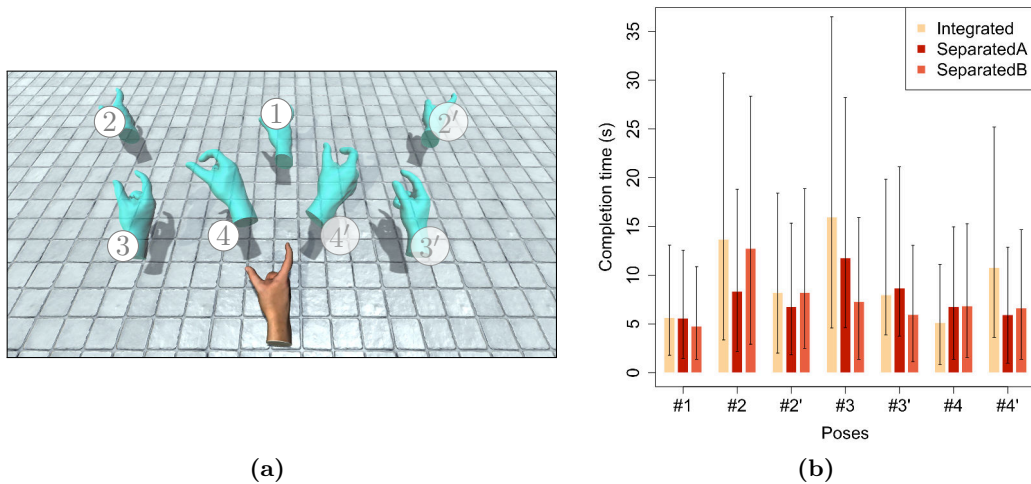 1
2
2′
3
4
4′
3′
(a)
Completion time (s)
35
30
25
20
15
10
5
0
Integrated
SeparatedA
SeparatedB
#1 #2 #2' #3 #3' #4 #4'
Poses
(b)